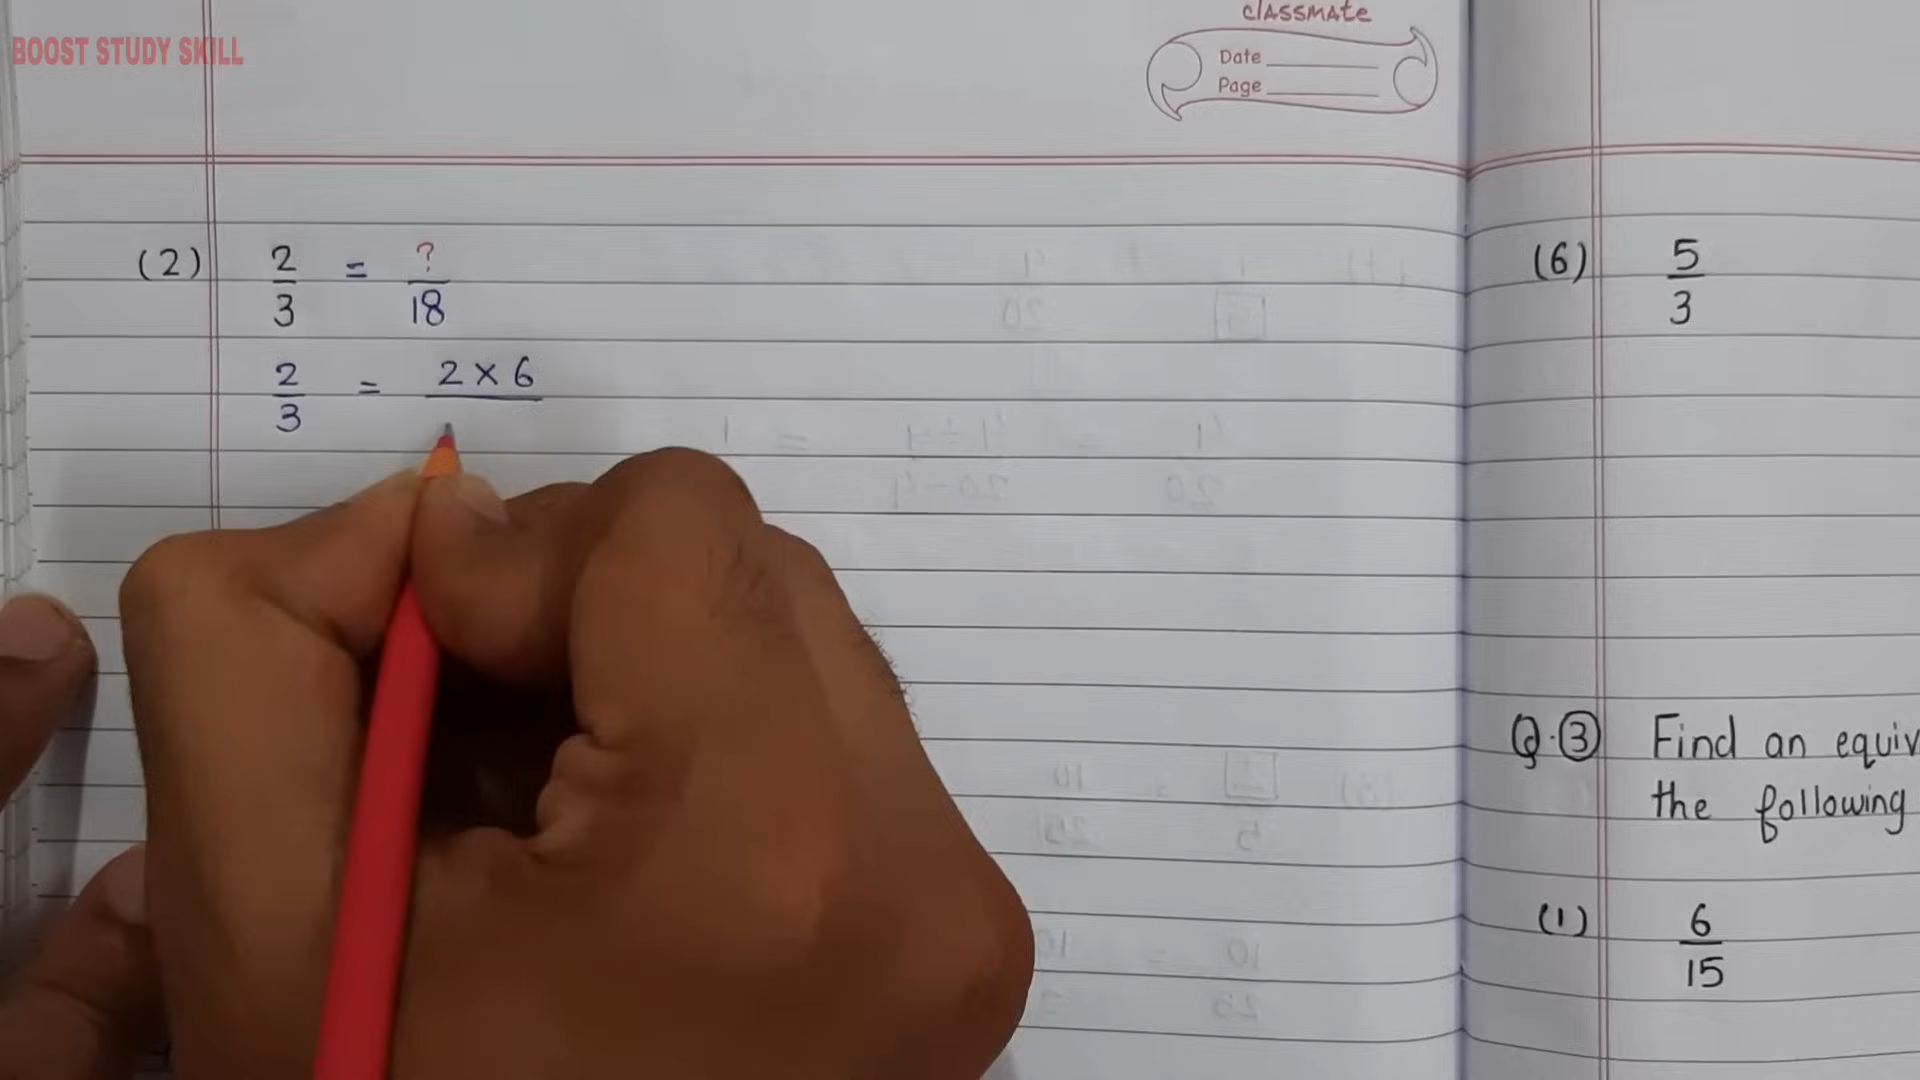 BOOST STUDY SKILL
classmate
Date
Page
(2) 2/3 = ?/18
2/3 = 2 × 6
(6) 5/3
Q.③ Find an equiv
the following
(1) 6/15